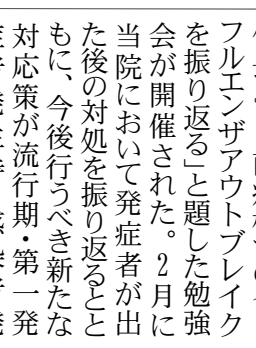 フルエンザアウトブレイク
を振り返る」と題した勉強
会が開催された。2月に
当院において発症者が出
た後の対処を振り返るとと
もに、今後行うべき新たな
対応策が流行期・第一発